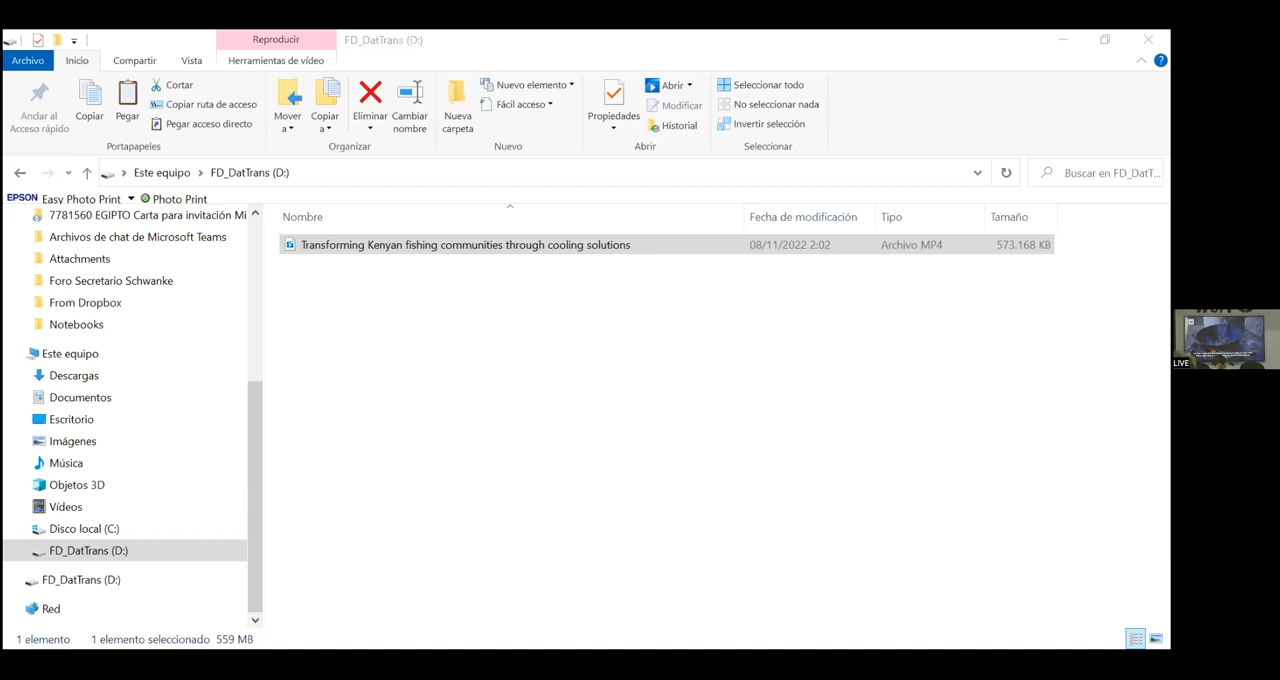 Reproducir
FD_DatTrans (D:)
Archivo
Inicio
Compartir
Vista
Herramientas de vídeo
Anclar al
Acceso rápido
Copiar
Pegar
Cortar
Copiar ruta de acceso
Pegar acceso directo
Portapapeles
Mover
a
Copiar
a
Eliminar
Cambiar
nombre
Organizar
Nueva
carpeta
Nuevo elemento
Fácil acceso
Nuevo
Propiedades
Abrir
Modificar
Historial
Abrir
Seleccionar todo
No seleccionar nada
Invertir selección
Seleccionar
Este equipo > FD_DatTrans (D:)
Buscar en FD_DatT...
EPSON Easy Photo Print Photo Print
7781560 EGIPTO Carta para invitación Mi
Archivos de chat de Microsoft Teams
Attachments
Foro Secretario Schwanke
From Dropbox
Notebooks
Este equipo
Descargas
Documentos
Escritorio
Imágenes
Música
Objetos 3D
Vídeos
Disco local (C:)
FD_DatTrans (D:)
FD_DatTrans (D:)
Red
Nombre Fecha de modificación Tipo Tamaño
Transforming Kenyan fishing communities through cooling solutions 08/11/2022 2:02 Archivo MP4 573.168 KB
1 elemento 1 elemento seleccionado 559 MB
LIVE